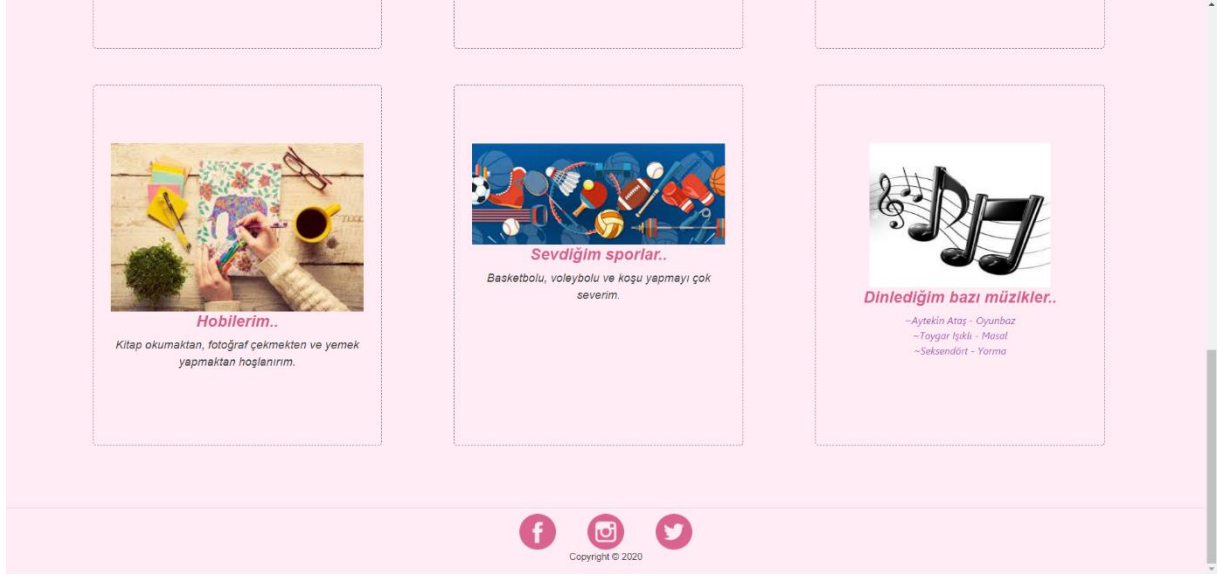 Hobilerim..
Kitap okumaktan, fotoğraf çekmekten ve yemek
yapmaktan hoşlanırım.
Sevdiğim sporlar..
Basketbolu, voleybolu ve koşu yapmayı çok
severim.
Dinlediğim bazı müzikler..
~Aytekin Ataş - Oyunbaz
~Toygar Işıklı - Masal
~Seksendört - Yorma
Copyright © 2020